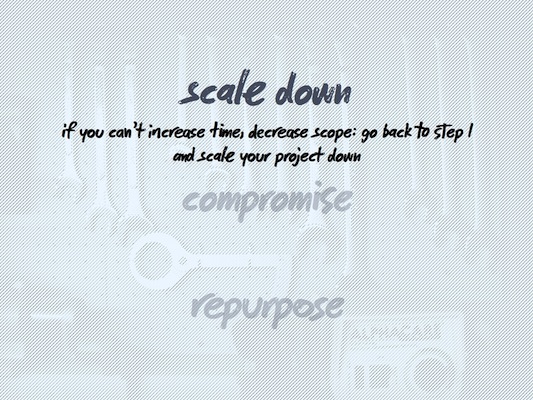 scale down
if you can't increase time, decrease scope: go back to step 1
and scale your project down
compromise
repurpose
ALPHACASE